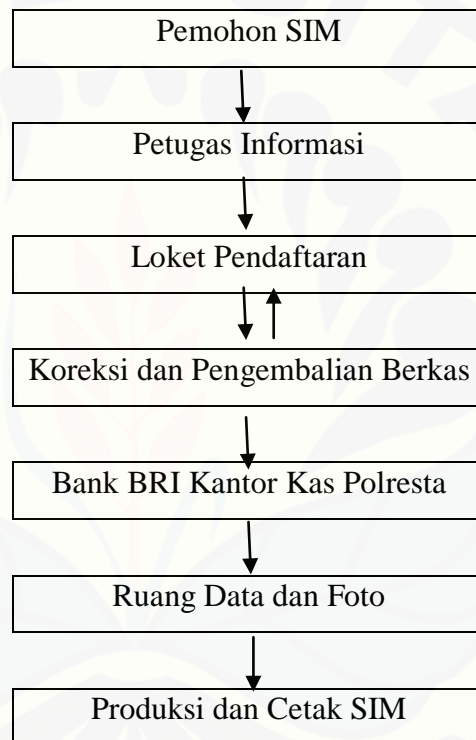 Pemohon SIM
Petugas Informasi
Loket Pendaftaran
Koreksi dan Pengembalian Berkas
Bank BRI Kantor Kas Polresta
Ruang Data dan Foto
Produksi dan Cetak SIM